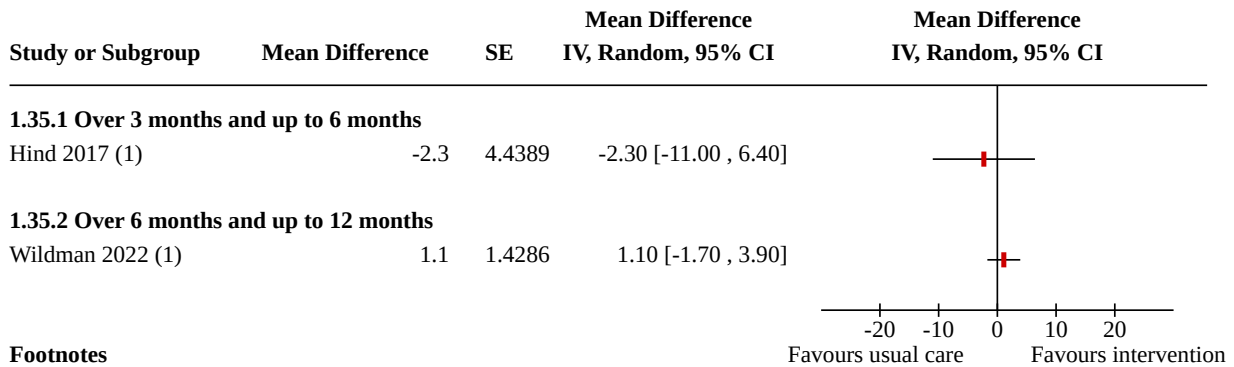 Mean Difference Mean Difference
Study or Subgroup Mean Difference SE IV, Random, 95% CI IV, Random, 95% CI
1.35.1 Over 3 months and up to 6 months
Hind 2017 (1) -2.3 4.4389 -2.30 [-11.00 , 6.40]
1.35.2 Over 6 months and up to 12 months
Wildman 2022 (1) 1.1 1.4286 1.10 [-1.70 , 3.90]
-20 -10 0 10 20
Footnotes Favours usual care Favours intervention